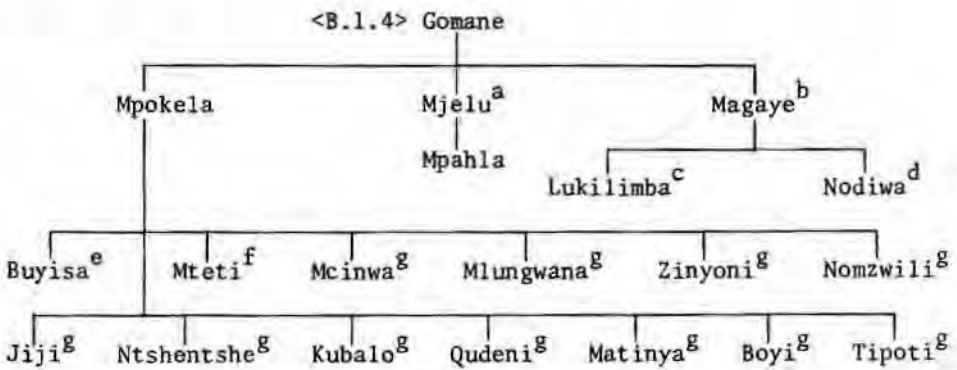 <B.1.4> Gomane
Mpokela Mjelu^a Magaye^b
Mpahla
Lukilimba^c Nodiwa^d
Buyisa^e Mteti^f Mcinwa^g Mlungwana^g Zinyoni^g Nomzwili^g
Jiji^g Ntshentshe^g Kubalo^g Qudeni^g Matinya^g Boyi^g Tipoti^g